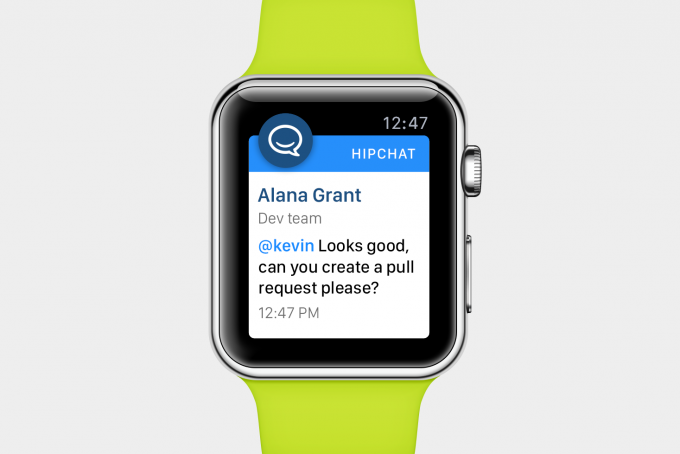 12:47
HIPCHAT
Alana Grant
Dev team
@kevin Looks good,
can you create a pull
request please?
12:47 PM